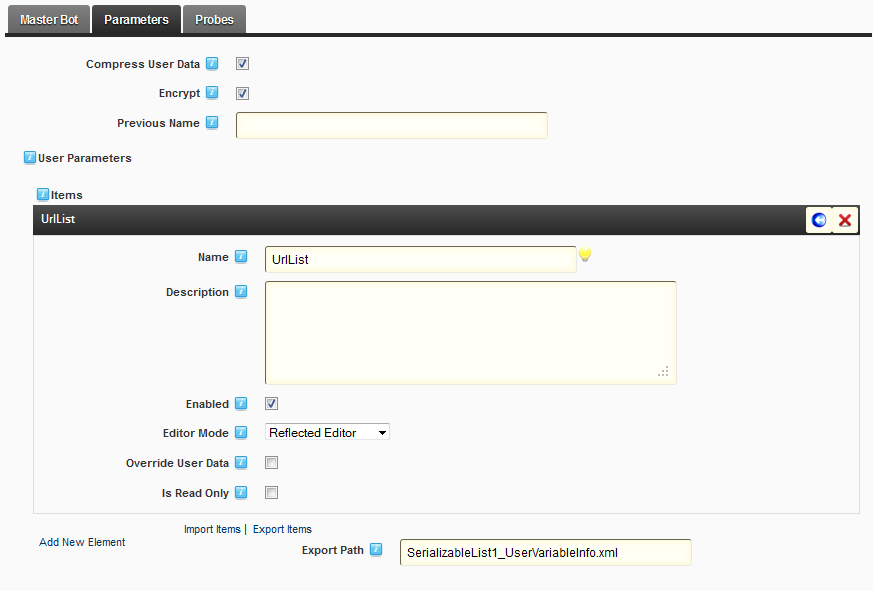 Master Bot Parameters Probes
Compress User Data
Encrypt
Previous Name
User Parameters
Items
UrlList
Name UrlList
Description
Enabled
Editor Mode Reflected Editor
Override User Data
Is Read Only
Import Items | Export Items
Add New Element
Export Path SerializableList1_UserVariableInfo.xml